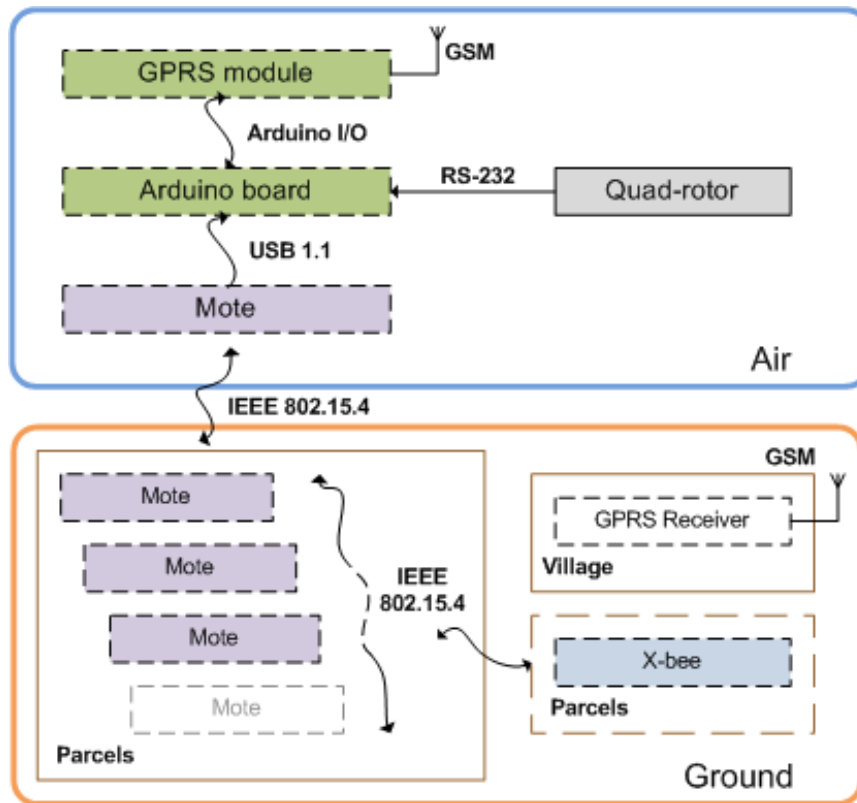 GPRS module
GSM
Arduino I/O
Arduino board
RS-232
Quad-rotor
USB 1.1
Mote
Air
IEEE 802.15.4
Mote
Mote
Mote
Mote
IEEE
802.15.4
Parcels
GSM
GPRS Receiver
Village
X-bee
Parcels
Ground